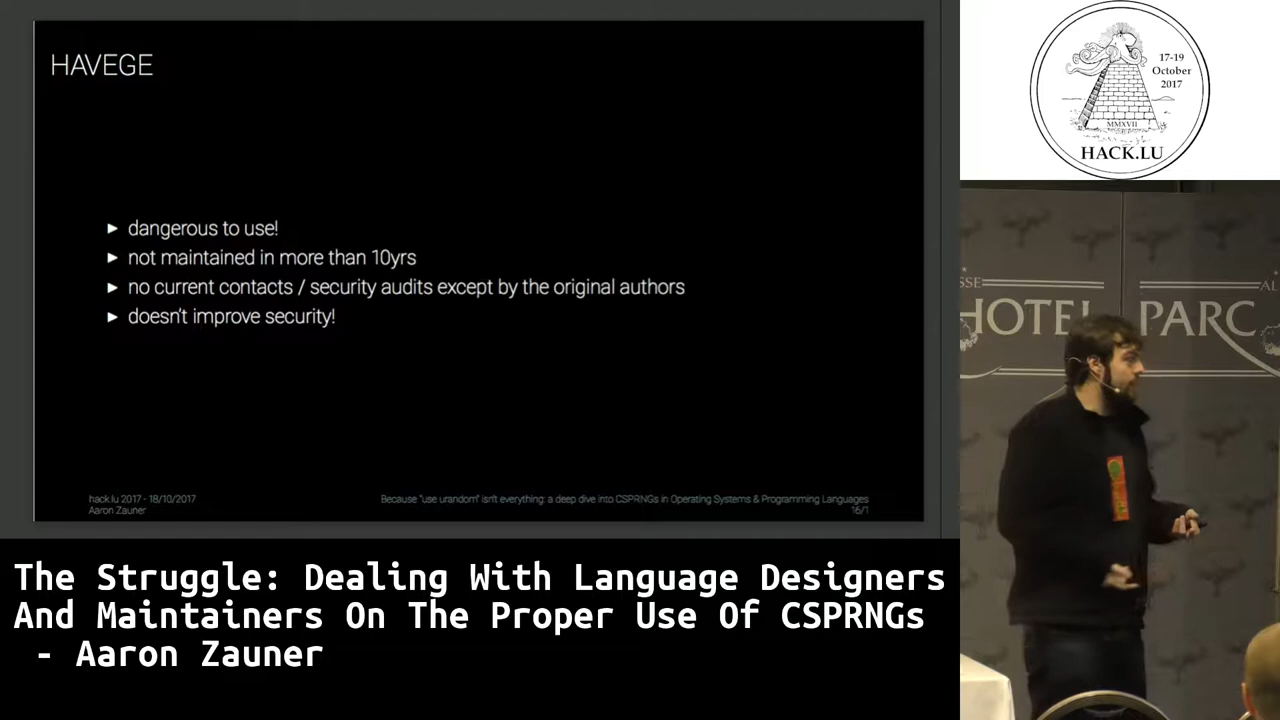 HAVEGE
► dangerous to use!
► not maintained in more than 10yrs
► no current contacts / security audits except by the original authors
► doesn't improve security!
hack.lu 2017 - 18/10/2017
Aaron Zauner
Because "use urandom" isn't everything: a deep dive into CSPRNGs in Operating Systems & Programming Languages
16/1
The Struggle: Dealing With Language Designers
And Maintainers On The Proper Use Of CSPRNGs
- Aaron Zauner
17-19
October
2017
MMXVII
HACK.LU
SSE
HOTEL PARC
AL